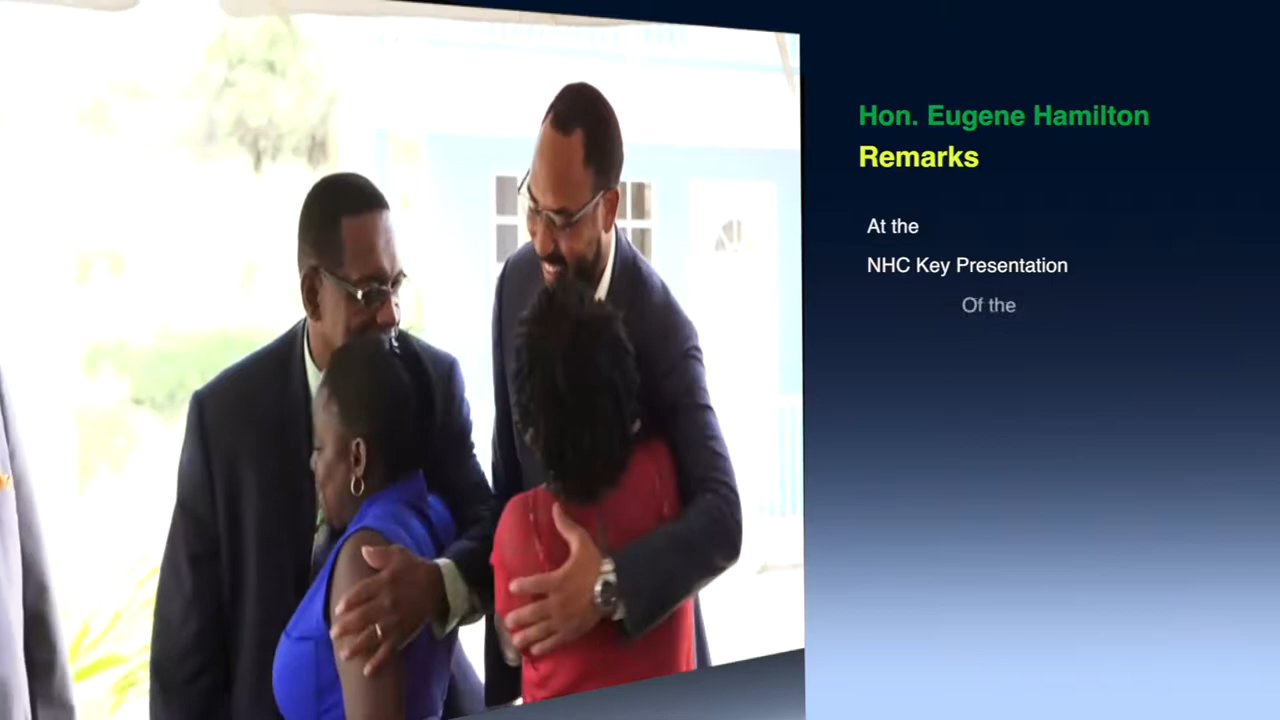 Hon. Eugene Hamilton
Remarks
At the
NHC Key Presentation
Of the